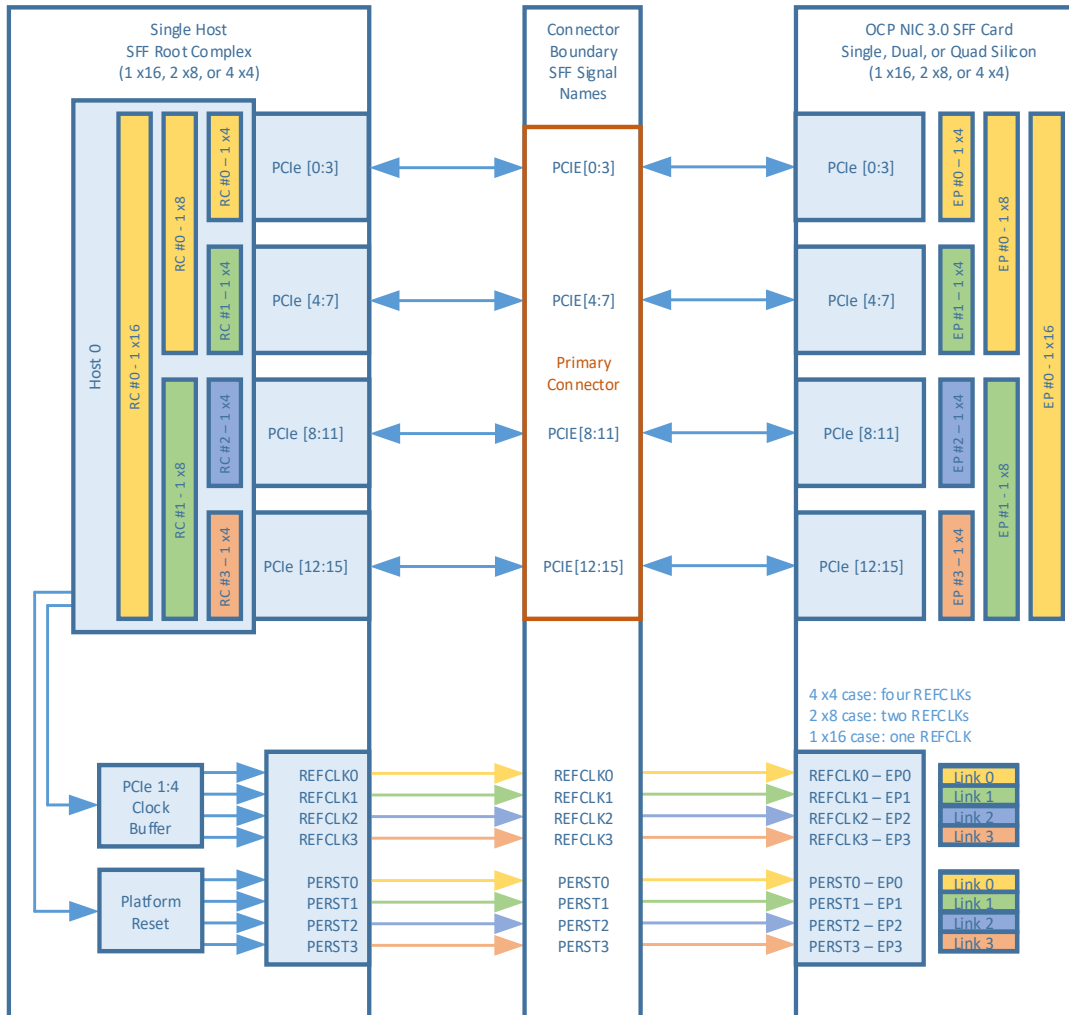 Single Host
SFF Root Complex
(1 x16, 2 x8, or 4 x4)
Connector
Boundary
SFF Signal
Names
OCP NIC 3.0 SFF Card
Single, Dual, or Quad Silicon
(1 x16, 2 x8, or 4 x4)
Host 0
RC #0 - 1 x16
RC #0 - 1 x8
RC #1 - 1 x8
RC #0 – 1 x4
RC #1 – 1 x4
RC #2 – 1 x4
RC #3 – 1 x4
PCIe [0:3]
PCIe [4:7]
PCIe [8:11]
PCIe [12:15]
PCIE[0:3]
PCIE[4:7]
Primary
Connector
PCIE[8:11]
PCIE[12:15]
PCIe [0:3]
PCIe [4:7]
PCIe [8:11]
PCIe [12:15]
EP #0 – 1 x4
EP #1 – 1 x4
EP #2 – 1 x4
EP #3 – 1 x4
EP #0 - 1 x8
EP #1 - 1 x8
EP #0 - 1 x16
4 x4 case: four REFCLKs
2 x8 case: two REFCLKs
1 x16 case: one REFCLK
PCIe 1:4
Clock
Buffer
REFCLK0
REFCLK1
REFCLK2
REFCLK3
REFCLK0
REFCLK1
REFCLK2
REFCLK3
REFCLK0 – EP0
REFCLK1 – EP1
REFCLK2 – EP2
REFCLK3 – EP3
Link 0
Link 1
Link 2
Link 3
Platform
Reset
PERST0
PERST1
PERST2
PERST3
PERST0
PERST1
PERST2
PERST3
PERST0 – EP0
PERST1 – EP1
PERST2 – EP2
PERST3 – EP3
Link 0
Link 1
Link 2
Link 3